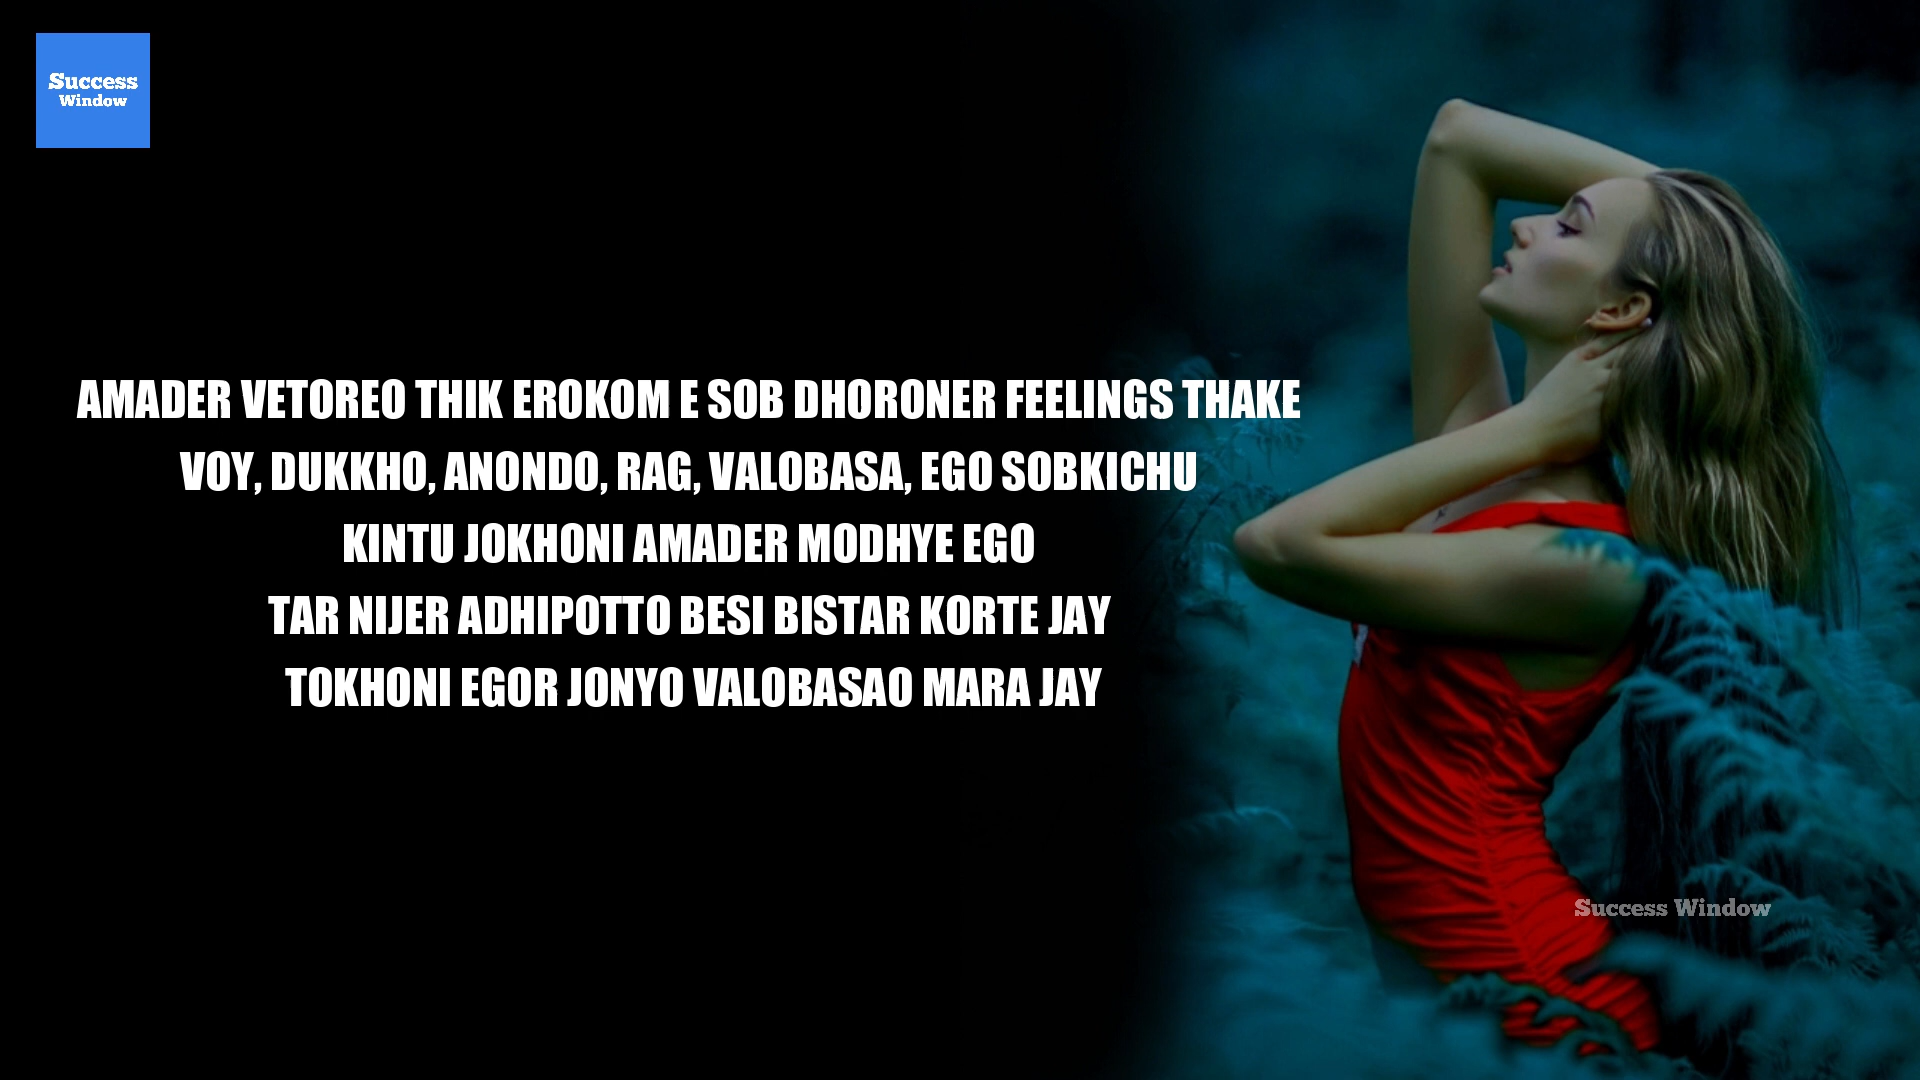 Success
Window
AMADER VETOREO THIK EROKOM E SOB DHORONER FEELINGS THAKE
VOY, DUKKHO, ANONDO, RAG, VALOBASA, EGO SOBKICHU
KINTU JOKHONI AMADER MODHYE EGO
TAR NIJER ADHIPOTTO BESI BISTAR KORTE JAY
TOKHONI EGOR JONYO VALOBASAO MARA JAY
Success Window